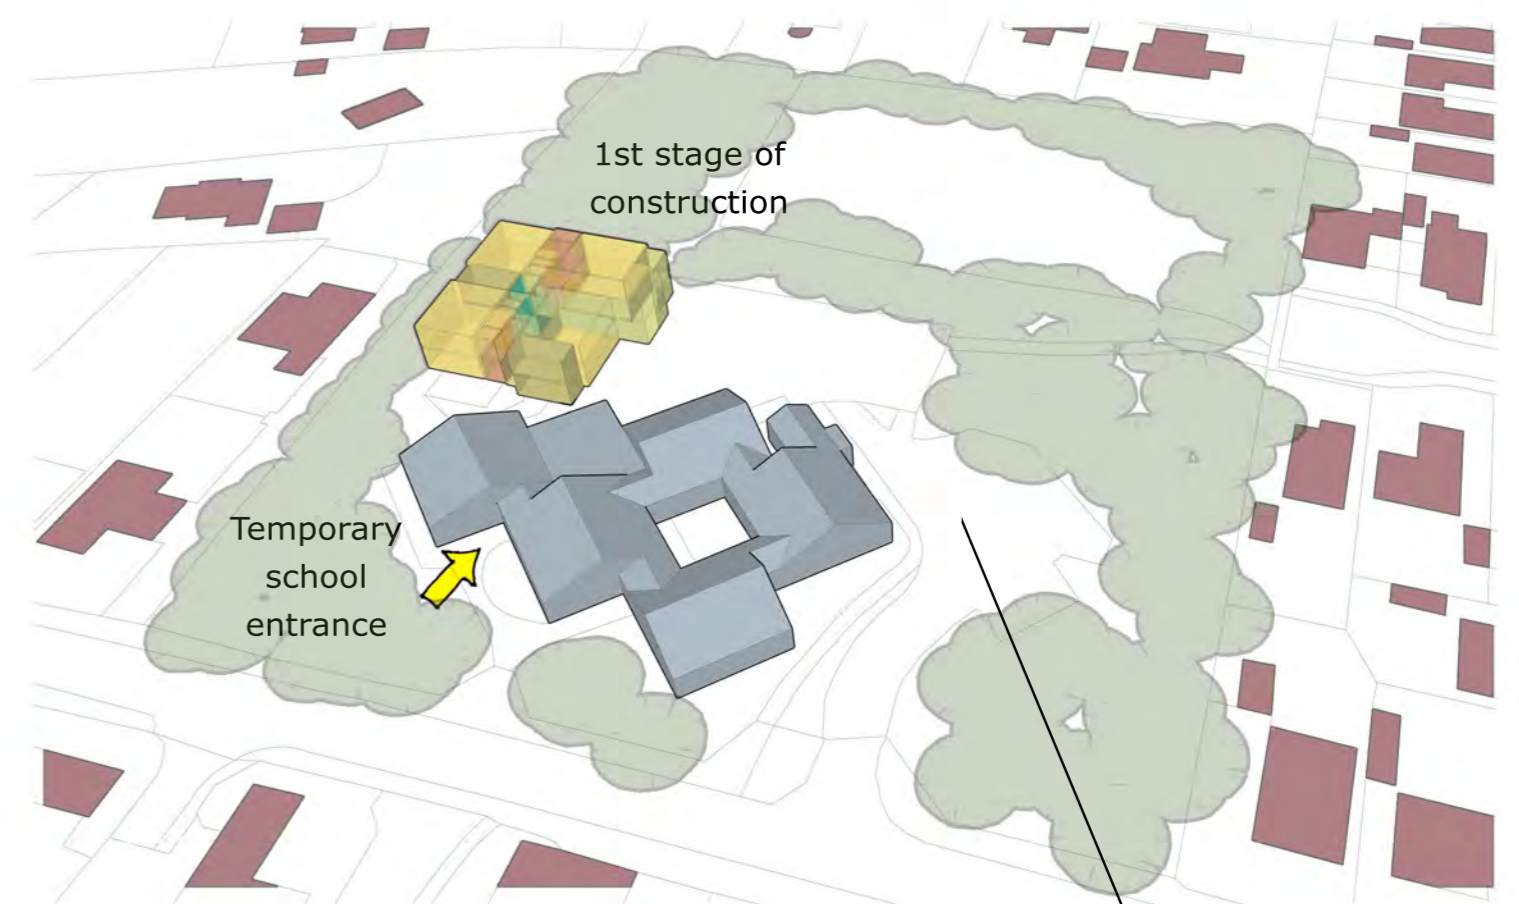 1st stage of
construction
Temporary
school
entrance